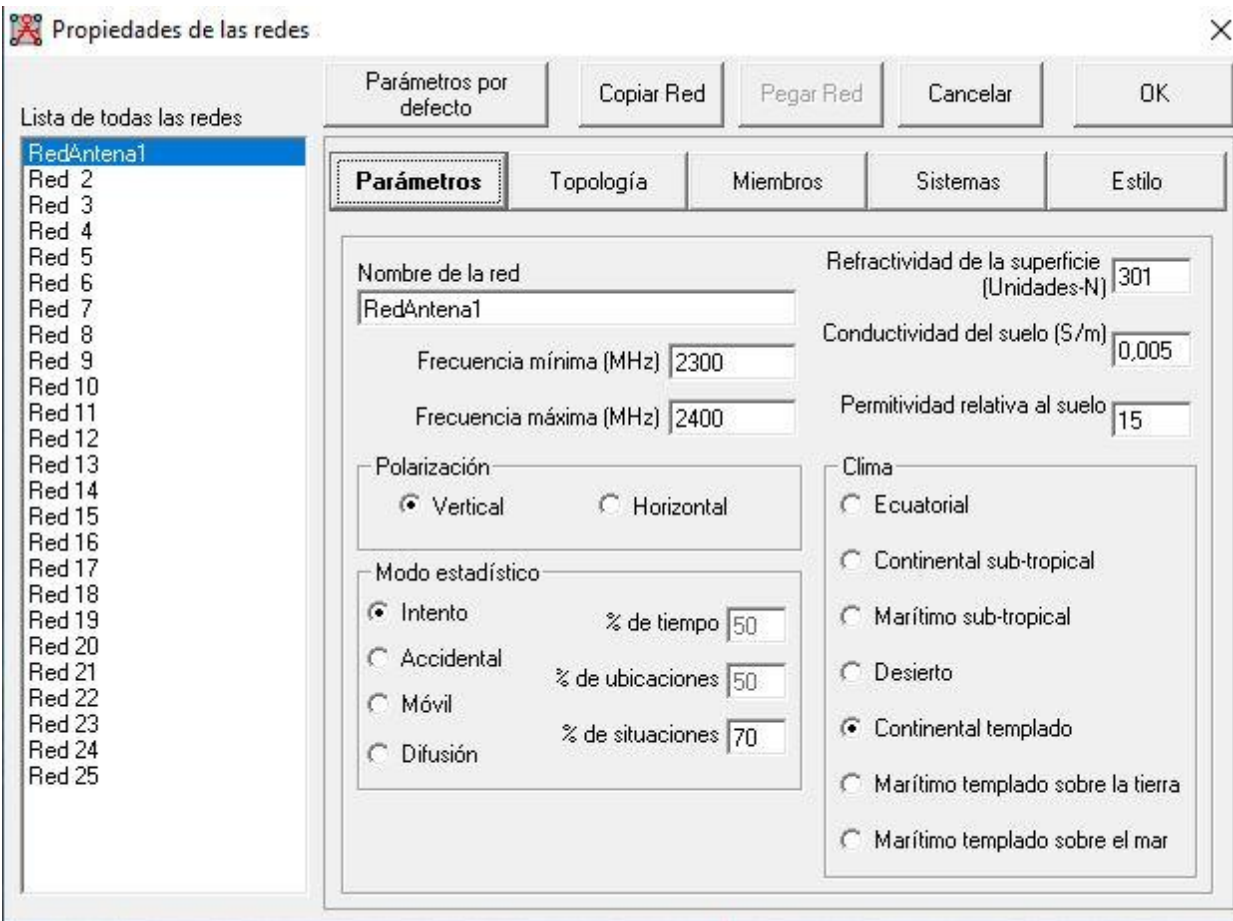 Propiedades de las redes
Parámetros por
defecto
Copiar Red
Pegar Red
Cancelar
OK
Lista de todas las redes
RedAntena1
Red 2
Red 3
Red 4
Red 5
Red 6
Red 7
Red 8
Red 9
Red 10
Red 11
Red 12
Red 13
Red 14
Red 15
Red 16
Red 17
Red 18
Red 19
Red 20
Red 21
Red 22
Red 23
Red 24
Red 25
Parámetros
Topología
Miembros
Sistemas
Estilo
Nombre de la red
RedAntena1
Frecuencia mínima (MHz) 2300
Frecuencia máxima (MHz) 2400
Polarización
Vertical
Horizontal
Modo estadístico
Intento
Accidental
Móvil
Difusión
% de tiempo 50
% de ubicaciones 50
% de situaciones 70
Refractividad de la superficie
(Unidades-N) 301
Conductividad del suelo (S/m) 0,005
Permitividad relativa al suelo 15
Clima
Ecuatorial
Continental sub-tropical
Marítimo sub-tropical
Desierto
Continental templado
Marítimo templado sobre la tierra
Marítimo templado sobre el mar